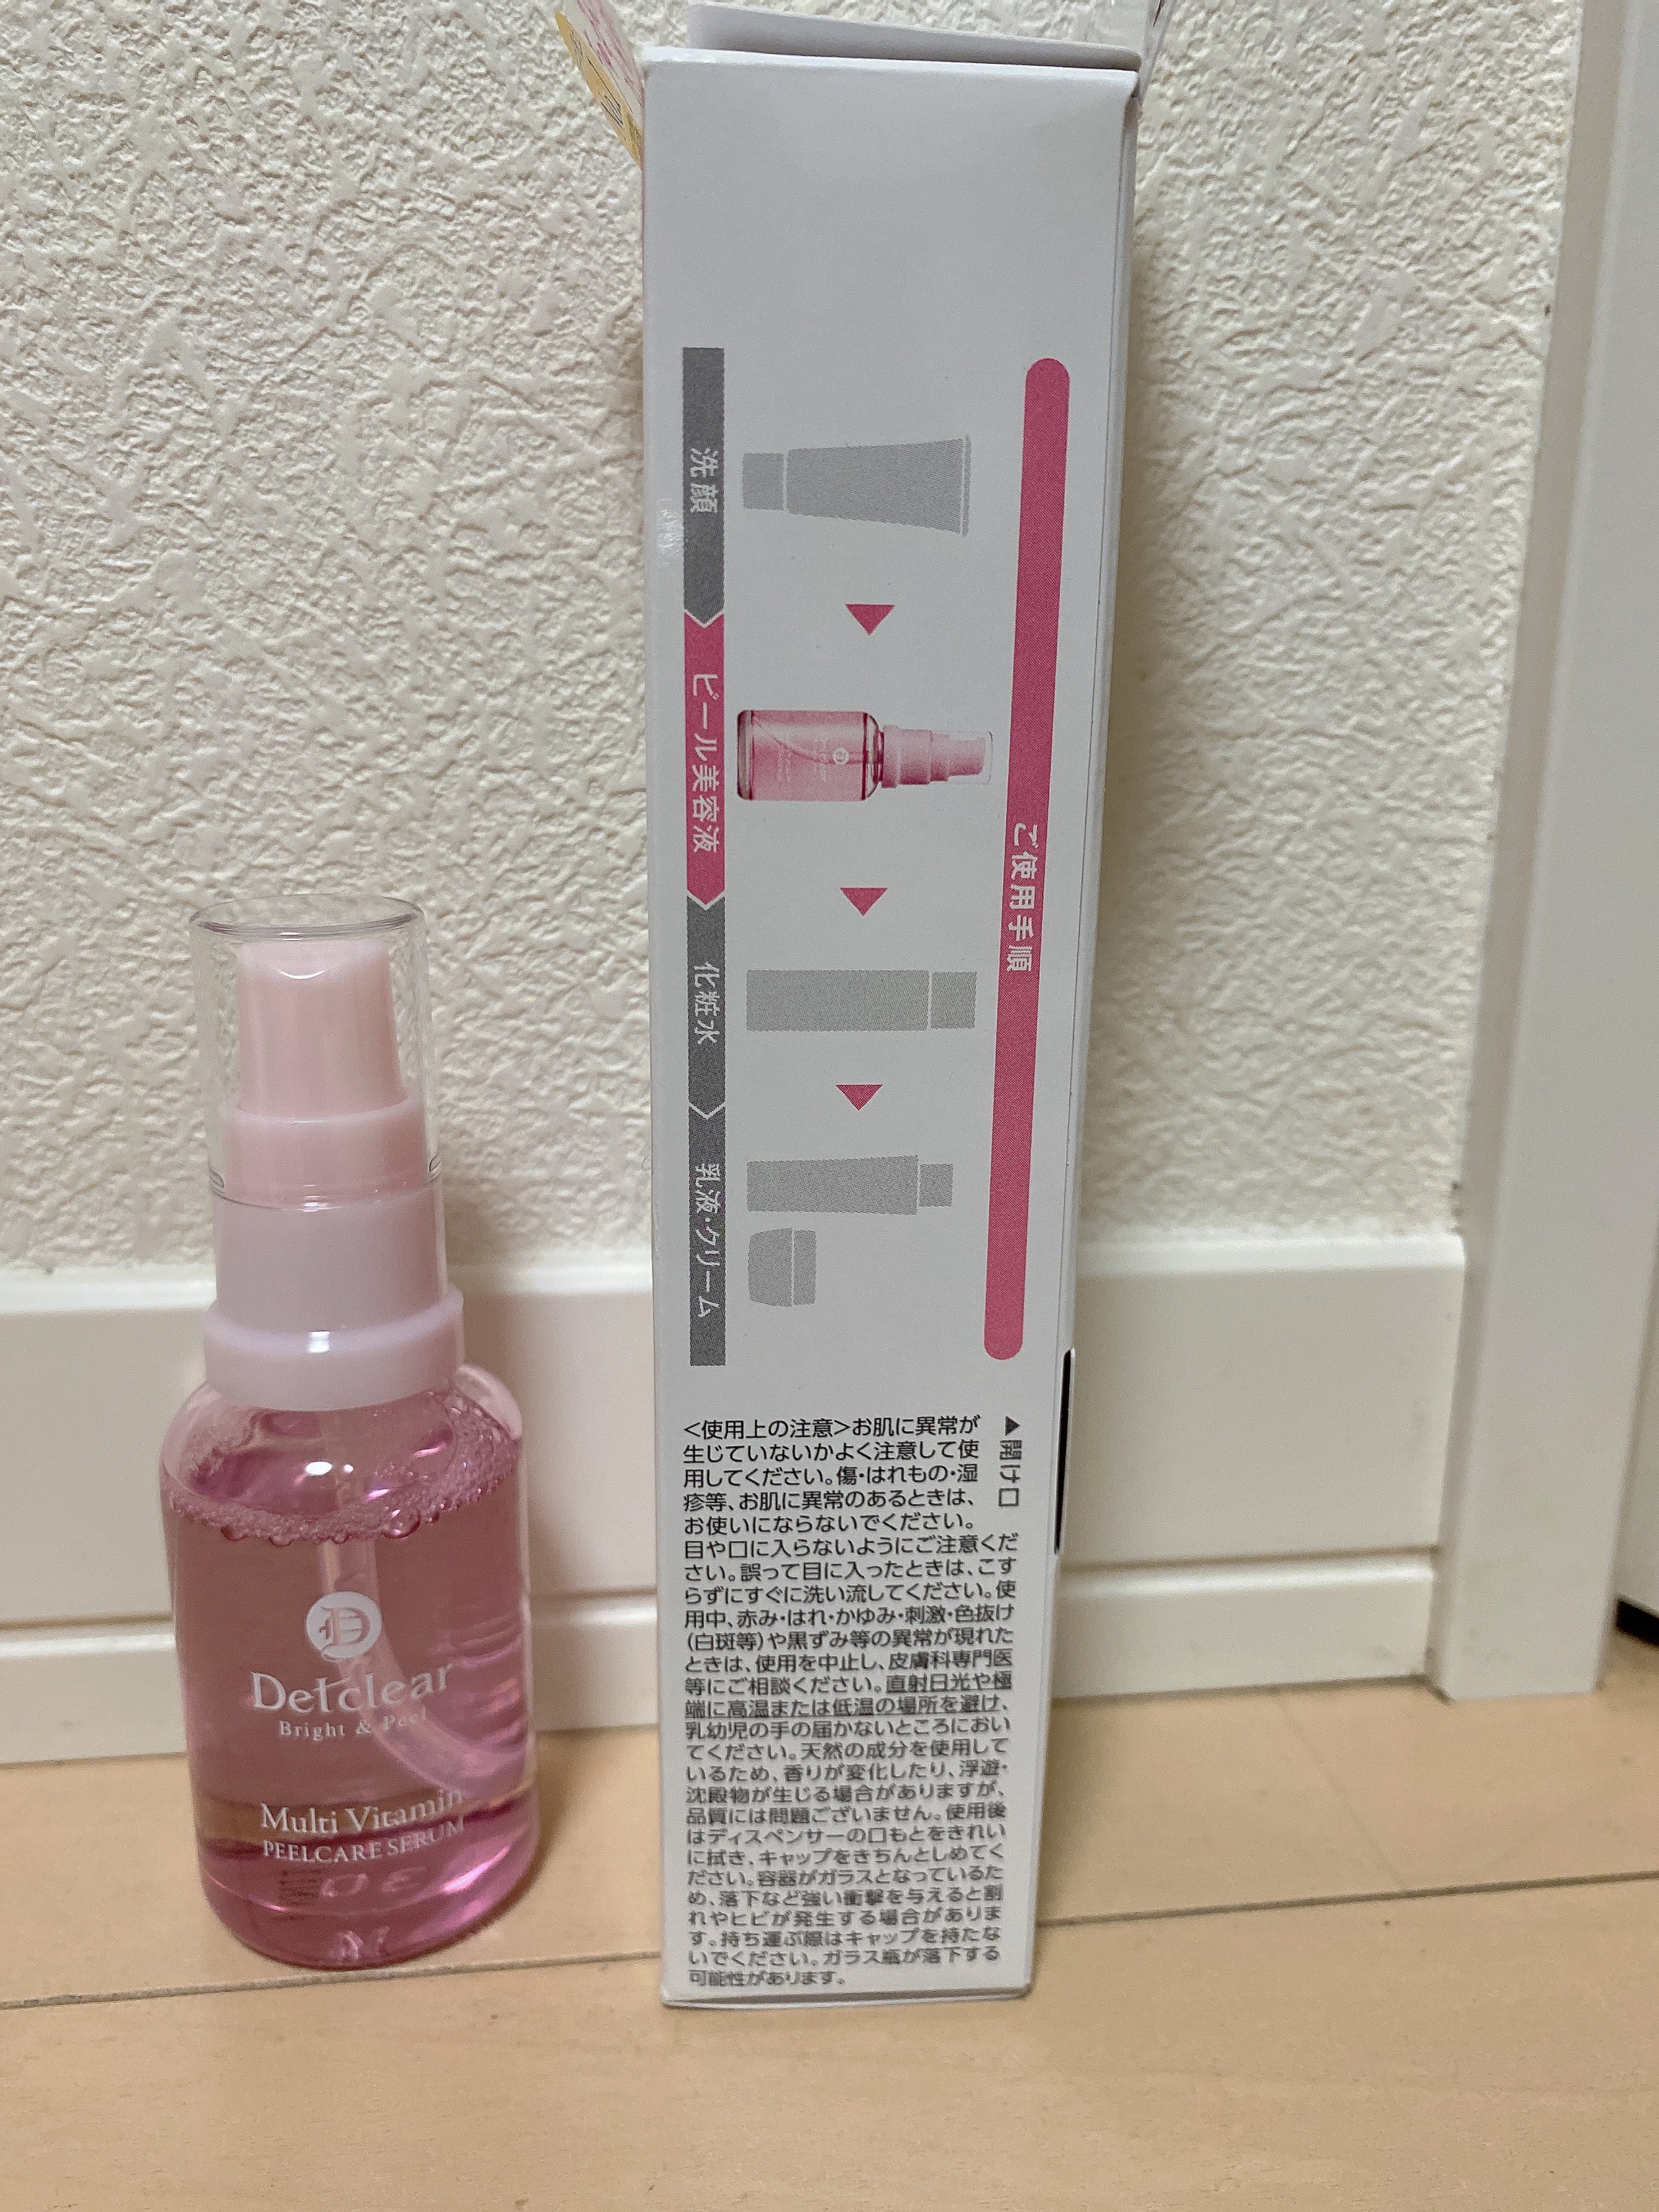 Detclear
Bright & Peel
Multi Vitamin
PEELCARE SERUM
ご使用手順
洗顔
ピール美容液
化粧水
乳液・クリーム
▲開け口
<使用上の注意>お肌に異常が
生じていないかよく注意して使
用してください。傷・はれもの・湿
疹等、お肌に異常のあるときは、
お使いにならないでください。
目や口に入らないようにご注意くだ
さい。誤って目に入ったときは、こす
らずにすぐに洗い流してください。使
用中、赤み・はれ・かゆみ・刺激・色抜け
(白斑等)や黒ずみ等の異常が現れた
ときは、使用を中止し、皮膚科専門医
等にご相談ください。直射日光や極
端に高温または低温の場所を避け、
乳幼児の手の届かないところにおい
てください。天然の成分を使用して
いるため、香りが変化したり、浮遊・
沈殿物が生じる場合がありますが、
品質には問題ございません。使用後
はディスペンサーの口もとをきれい
に拭き、キャップをきちんとしめてく
ださい。容器がガラスとなっているた
め、落下など強い衝撃を与えると割
れやヒビが発生する場合がありま
す。持ち運ぶ際はキャップを持たな
いでください。ガラス瓶が落下する
可能性があります。